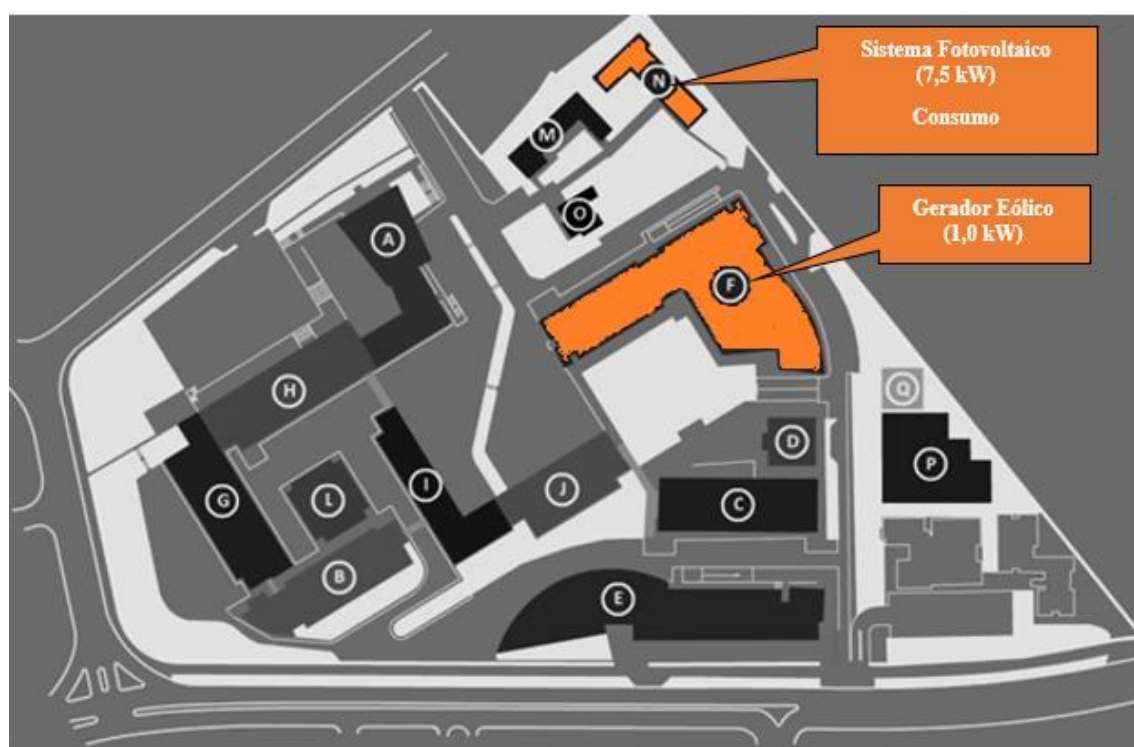 Sistema Fotovoltaico
(7,5 kW)
Consumo
N
M
O
Gerador Eólico
(1,0 kW)
A
F
H
Q
D
P
G
L
I
J
C
B
E